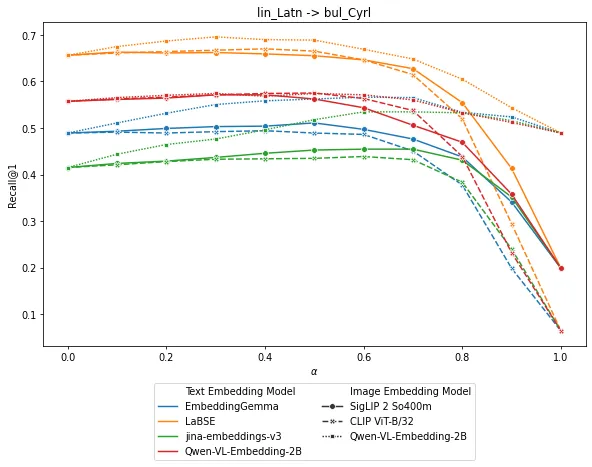 lin_Latn -> bul_Cyrl
0.7
0.6
0.5
0.4
0.3
0.2
0.1
Recall@1
0.0 0.2 0.4 0.6 0.8 1.0
α
Text Embedding Model Image Embedding Model
EmbeddingGemma SigLIP 2 So400m
LaBSE CLIP ViT-B/32
jina-embeddings-v3 Qwen-VL-Embedding-2B
Qwen-VL-Embedding-2B